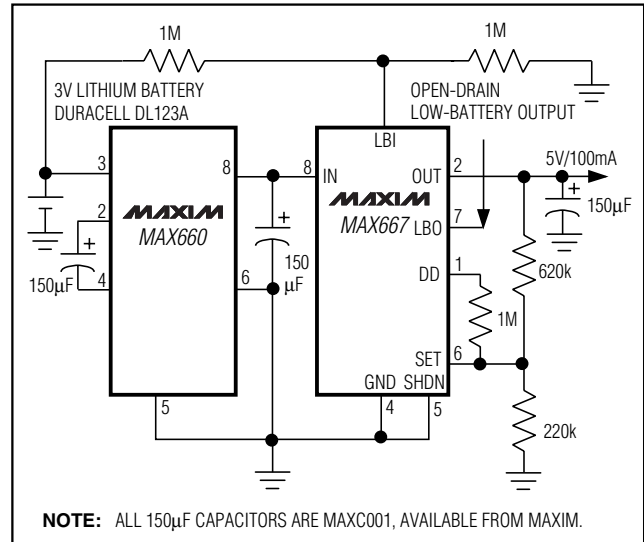 1M
1M
3V LITHIUM BATTERY
DURACELL DL123A
OPEN-DRAIN
LOW-BATTERY OUTPUT
LBI
3
8
8
IN
OUT
2
5V/100mA
MAXIM
MAX660
MAXIM
MAX667
2
+
150µF
4
+
150
µF
6
LBO
7
+
150µF
DD
1
620k
1M
SET
6
GND
SHDN
5
4
5
220k
NOTE: ALL 150µF CAPACITORS ARE MAXC001, AVAILABLE FROM MAXIM.